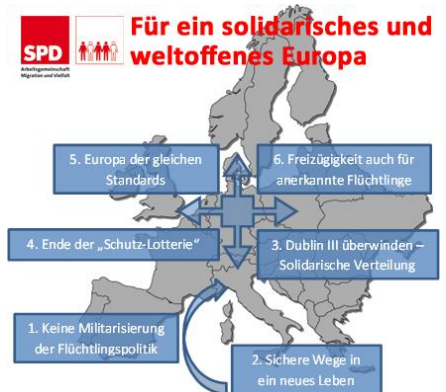 Für ein solidarisches und
weltoffenes Europa
SPD
Arbeitsgemeinschaft
Migration und Vielfalt
5. Europa der gleichen
Standards
6. Freizügigkeit auch für
anerkannte Flüchtlinge
4. Ende der „Schutz-Lotterie“
3. Dublin III überwinden –
Solidarische Verteilung
1. Keine Militarisierung
der Flüchtlingspolitik
2. Sichere Wege in
ein neues Leben